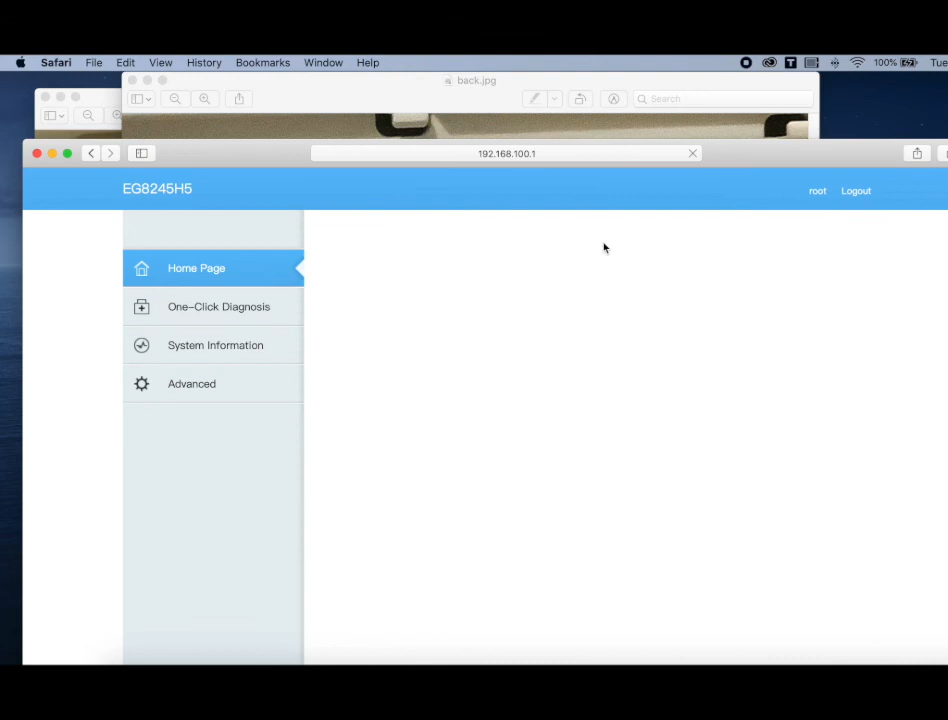 Safari File Edit View History Bookmarks Window Help 100% Tue
back.jpg
Search
192.168.100.1
EG8245H5
root Logout
Home Page
One-Click Diagnosis
System Information
Advanced